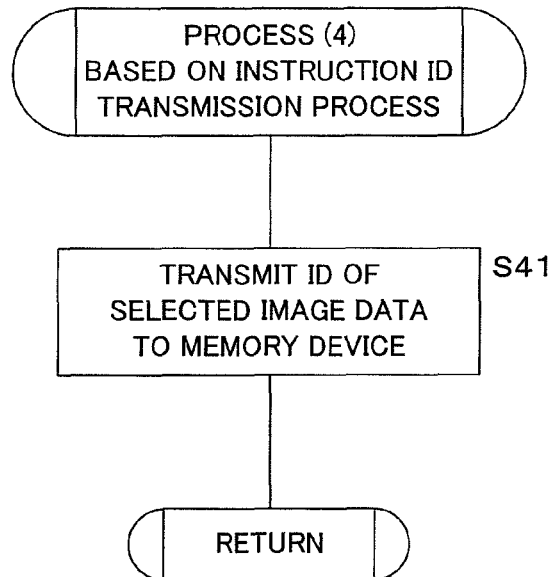 PROCESS (4)
BASED ON INSTRUCTION ID
TRANSMISSION PROCESS
TRANSMIT ID OF
SELECTED IMAGE DATA
TO MEMORY DEVICE
S41
RETURN